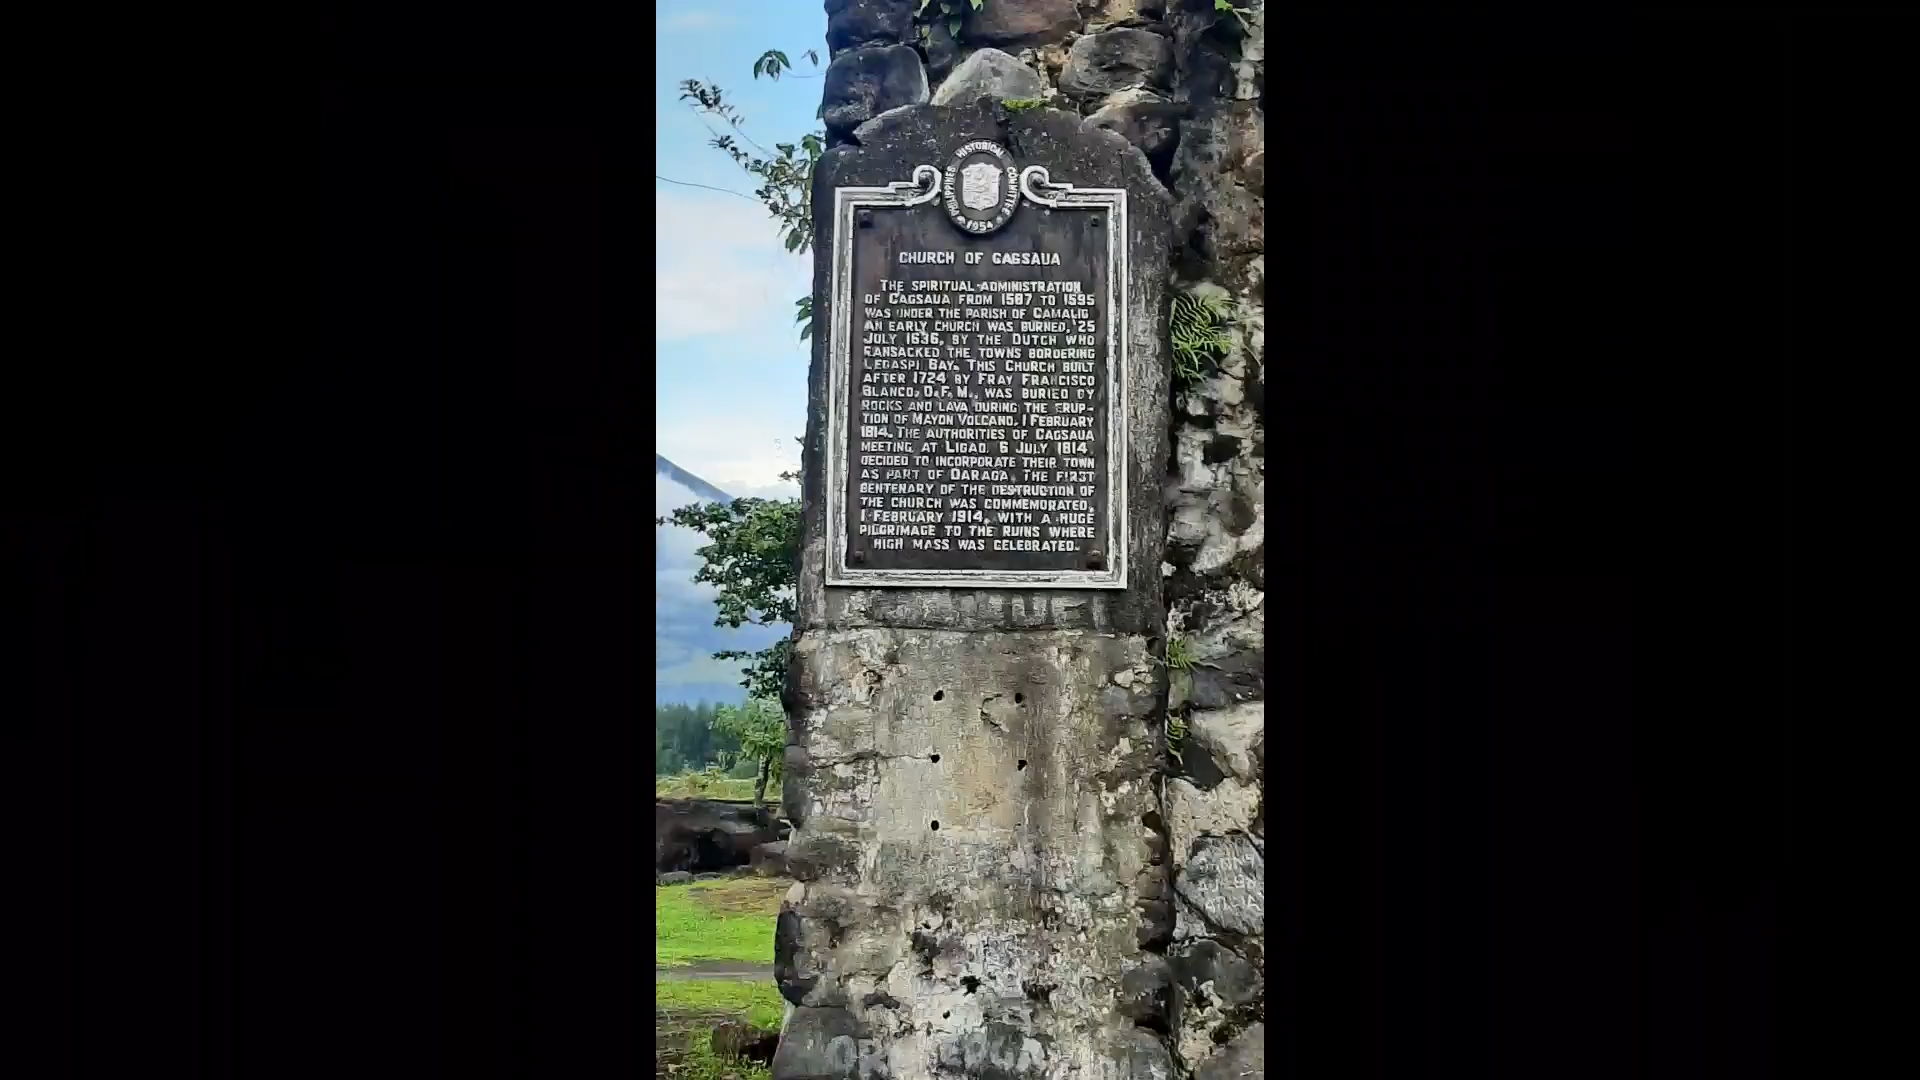 PHILIPPINES HISTORICAL COMMITTEE
1954
CHURCH OF CAGSAUA
THE SPIRITUAL ADMINISTRATION
OF CAGSAUA FROM 1587 TO 1595
WAS UNDER THE PARISH OF CAMALIG
AN EARLY CHURCH WAS BURNED, 25
JULY 1636, BY THE DUTCH WHO
RANSACKED THE TOWNS BORDERING
LEGASPI BAY. THIS CHURCH BUILT
AFTER 1724 BY FRAY FRANCISCO
BLANCO, O.F.M., WAS BURIED BY
ROCKS AND LAVA DURING THE ERUP-
TION OF MAYON VOLCANO, 1 FEBRUARY
1814. THE AUTHORITIES OF CAGSAUA
MEETING AT LIGAO, 6 JULY 1814,
DECIDED TO INCORPORATE THEIR TOWN
AS PART OF DARAGA. THE FIRST
CENTENARY OF THE DESTRUCTION OF
THE CHURCH WAS COMMEMORATED,
1 FEBRUARY 1914, WITH A HUGE
PILGRIMAGE TO THE RUINS WHERE
HIGH MASS WAS CELEBRATED.